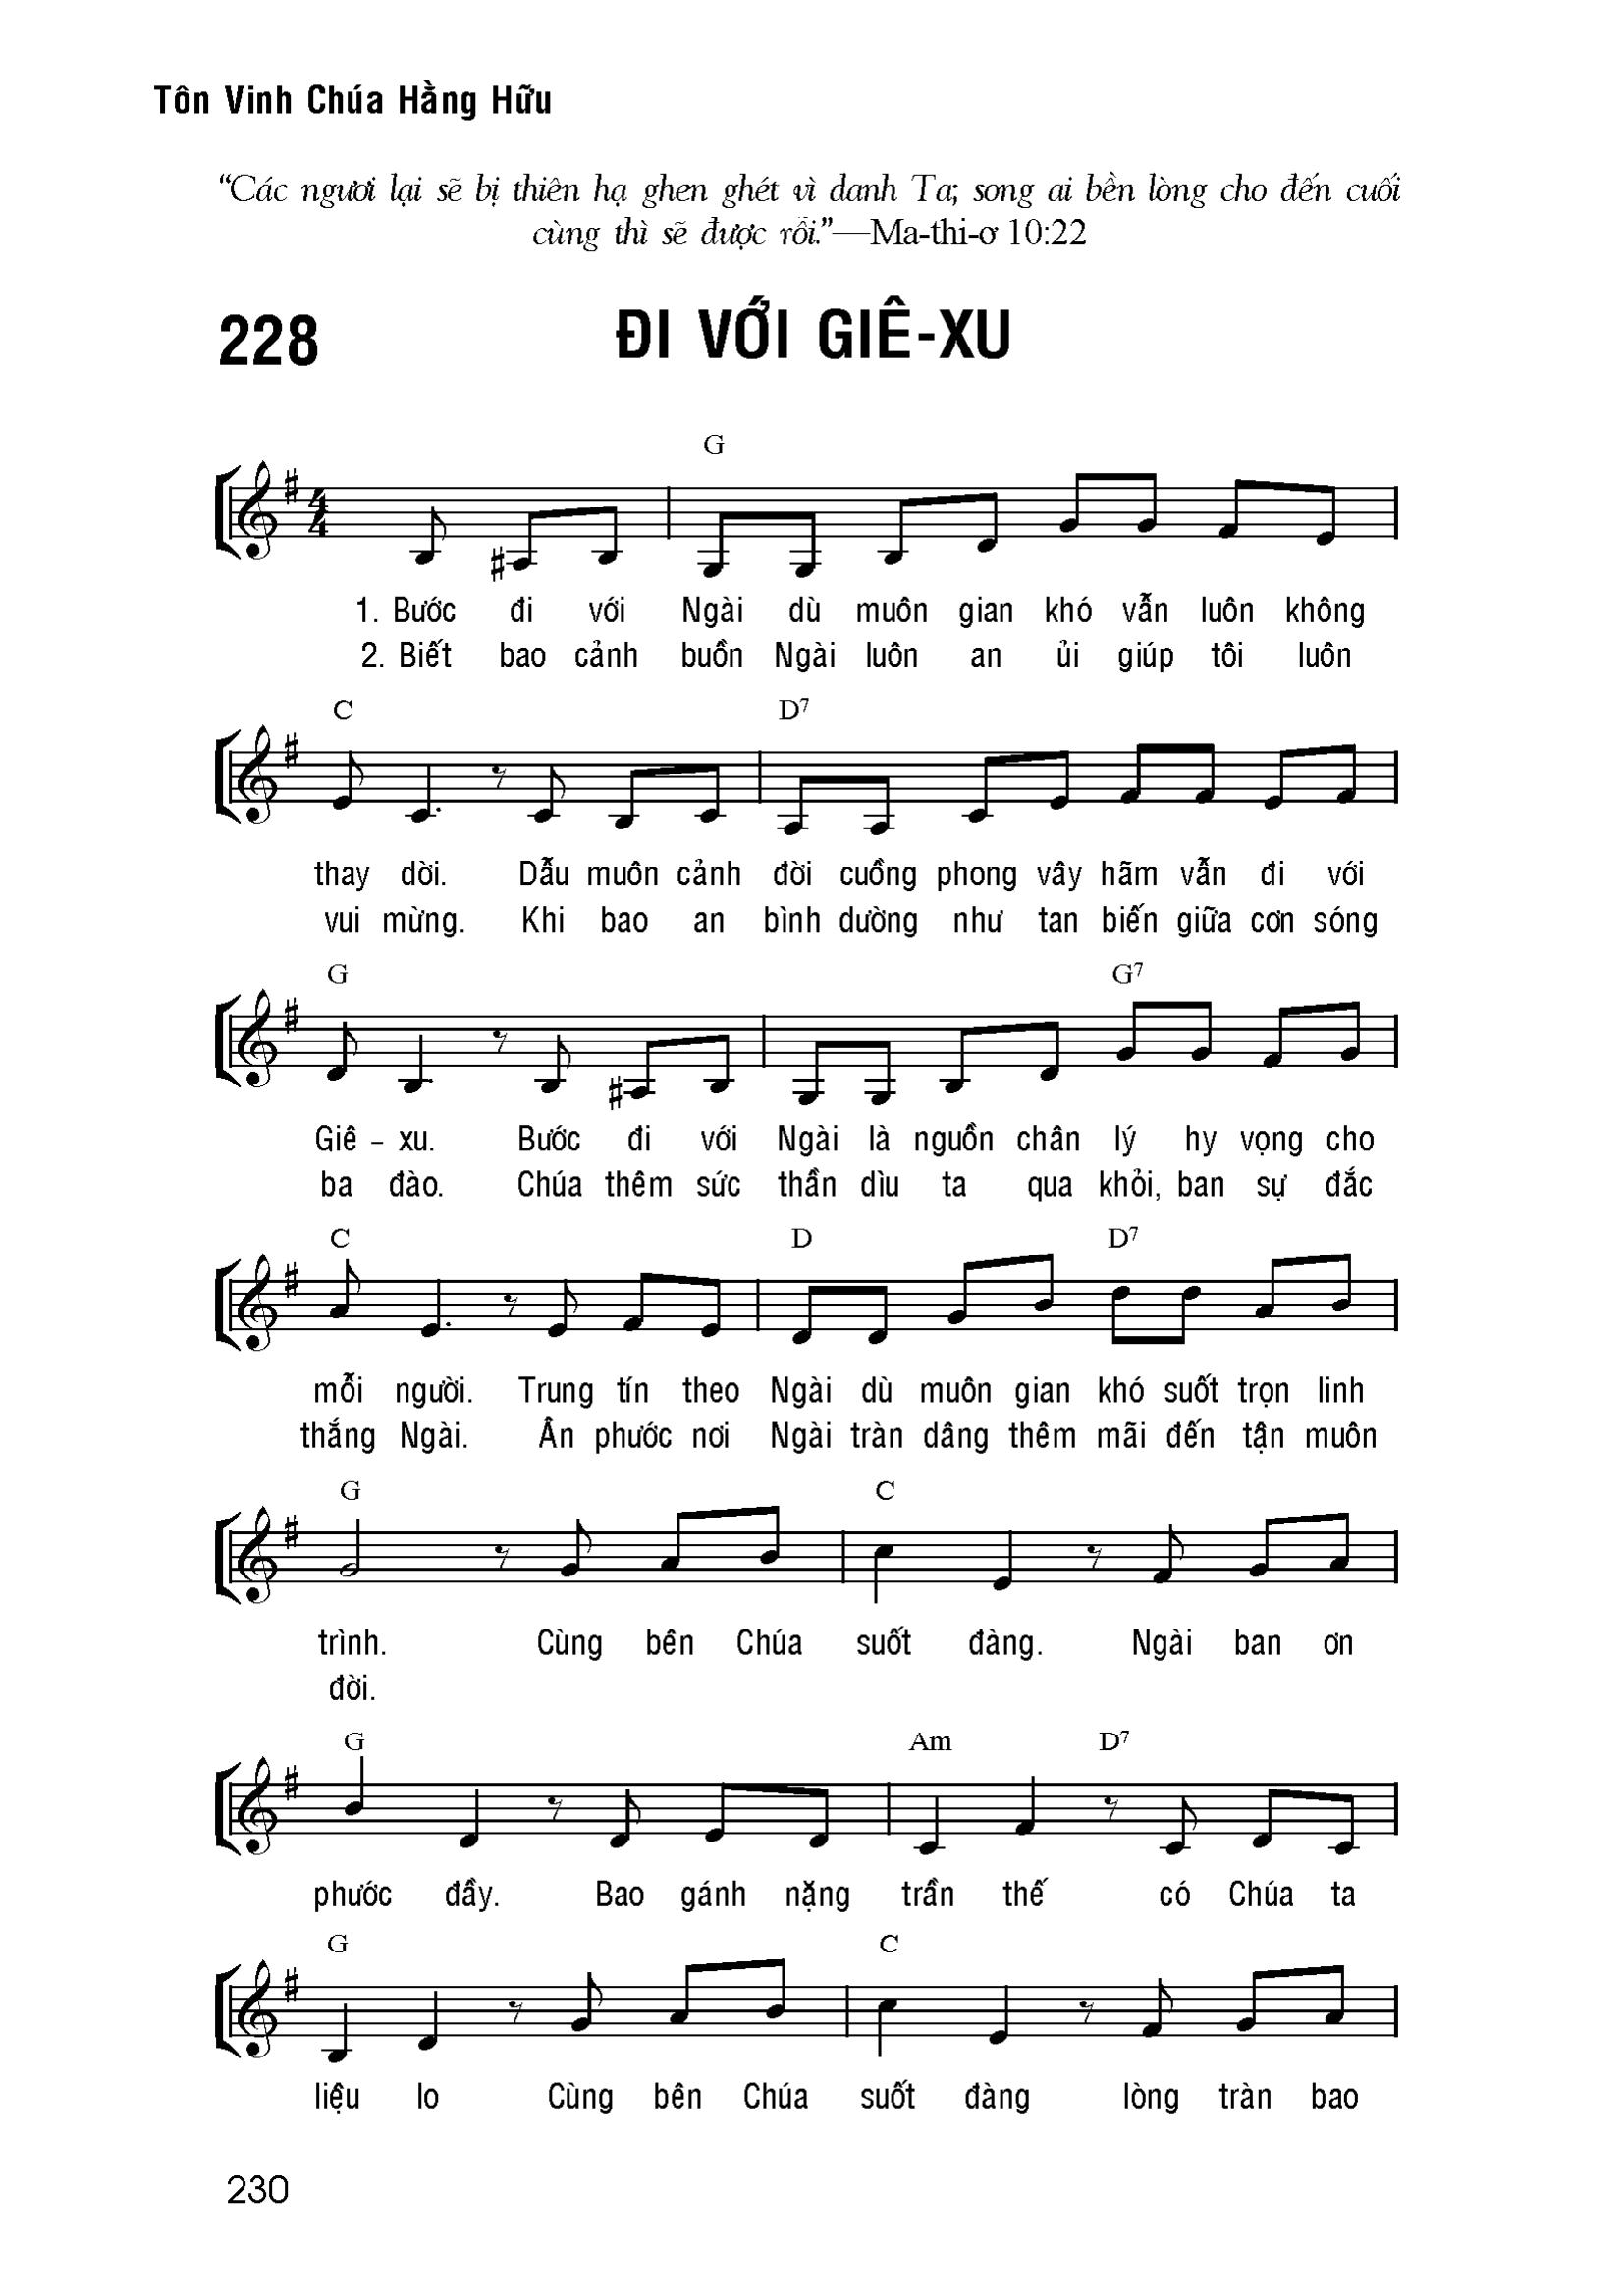 Tôn Vinh Chúa Hằng Hữu
“Các ngươi lại sẽ bị thiên hạ ghen ghét vì danh Ta; song ai bền lòng cho đến cuối
cùng thì sẽ được rỗi.”—Ma-thi-ơ 10:22
228 ĐI VỚI GIÊ-XU
G
4
4
1. Bước đi với Ngài dù muôn gian khó vẫn luôn không
2. Biết bao cảnh buồn Ngài luôn an ủi giúp tôi luôn
C D7
thay dời. Dẫu muôn cảnh đời cuồng phong vây hãm vẫn đi với
vui mừng. Khi bao an bình dường như tan biến giữa cơn sóng
G G7
Giê – xu. Bước đi với Ngài là nguồn chân lý hy vọng cho
ba đào. Chúa thêm sức thần dìu ta qua khỏi, ban sự đắc
C D D7
mỗi người. Trung tín theo Ngài dù muôn gian khó suốt trọn linh
thắng Ngài. Ân phước nơi Ngài tràn dâng thêm mãi đến tận muôn
G C
trình. Cùng bên Chúa suốt đàng. Ngài ban ơn
đời.
G Am D7
phước đầy. Bao gánh nặng trần thế có Chúa ta
G C
liệu lo Cùng bên Chúa suốt đàng lòng tràn bao
230